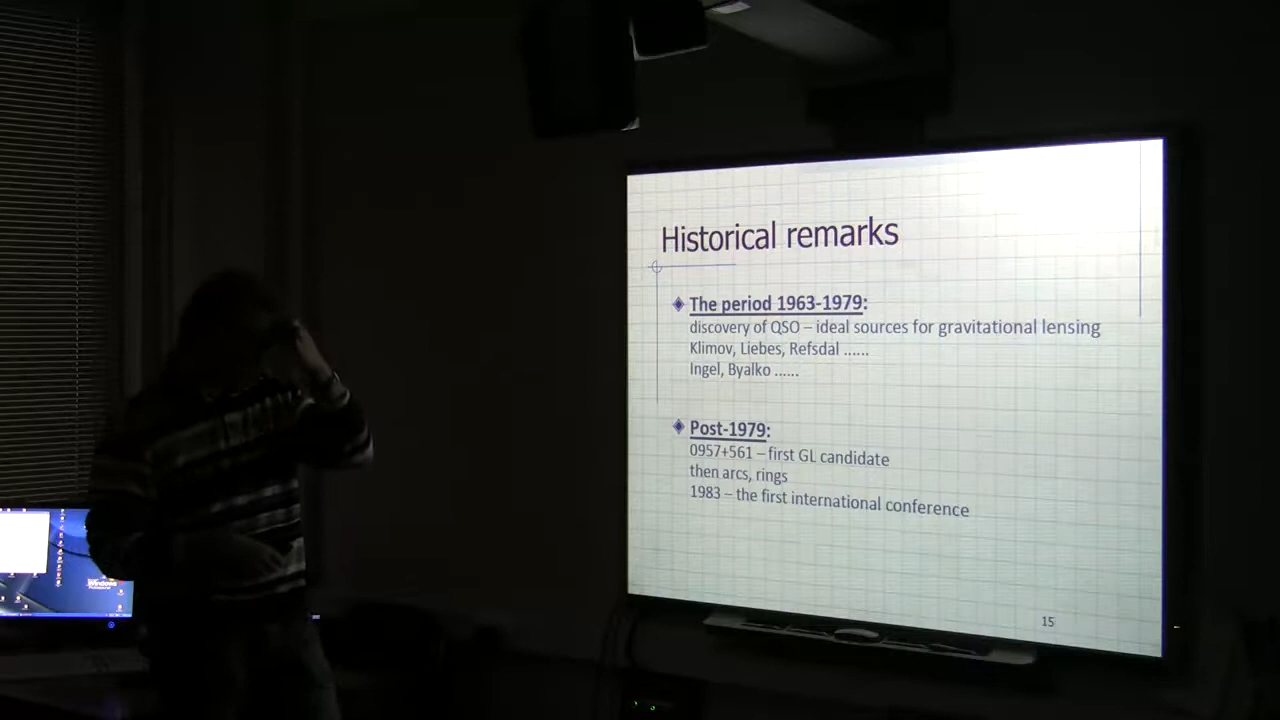 Historical remarks
The period 1963-1979:
discovery of QSO – ideal sources for gravitational lensing
Klimov, Liebes, Refsdal ......
Ingel, Byalko ......
Post-1979:
0957+561 – first GL candidate
then arcs, rings
1983 – the first international conference
15
Windows